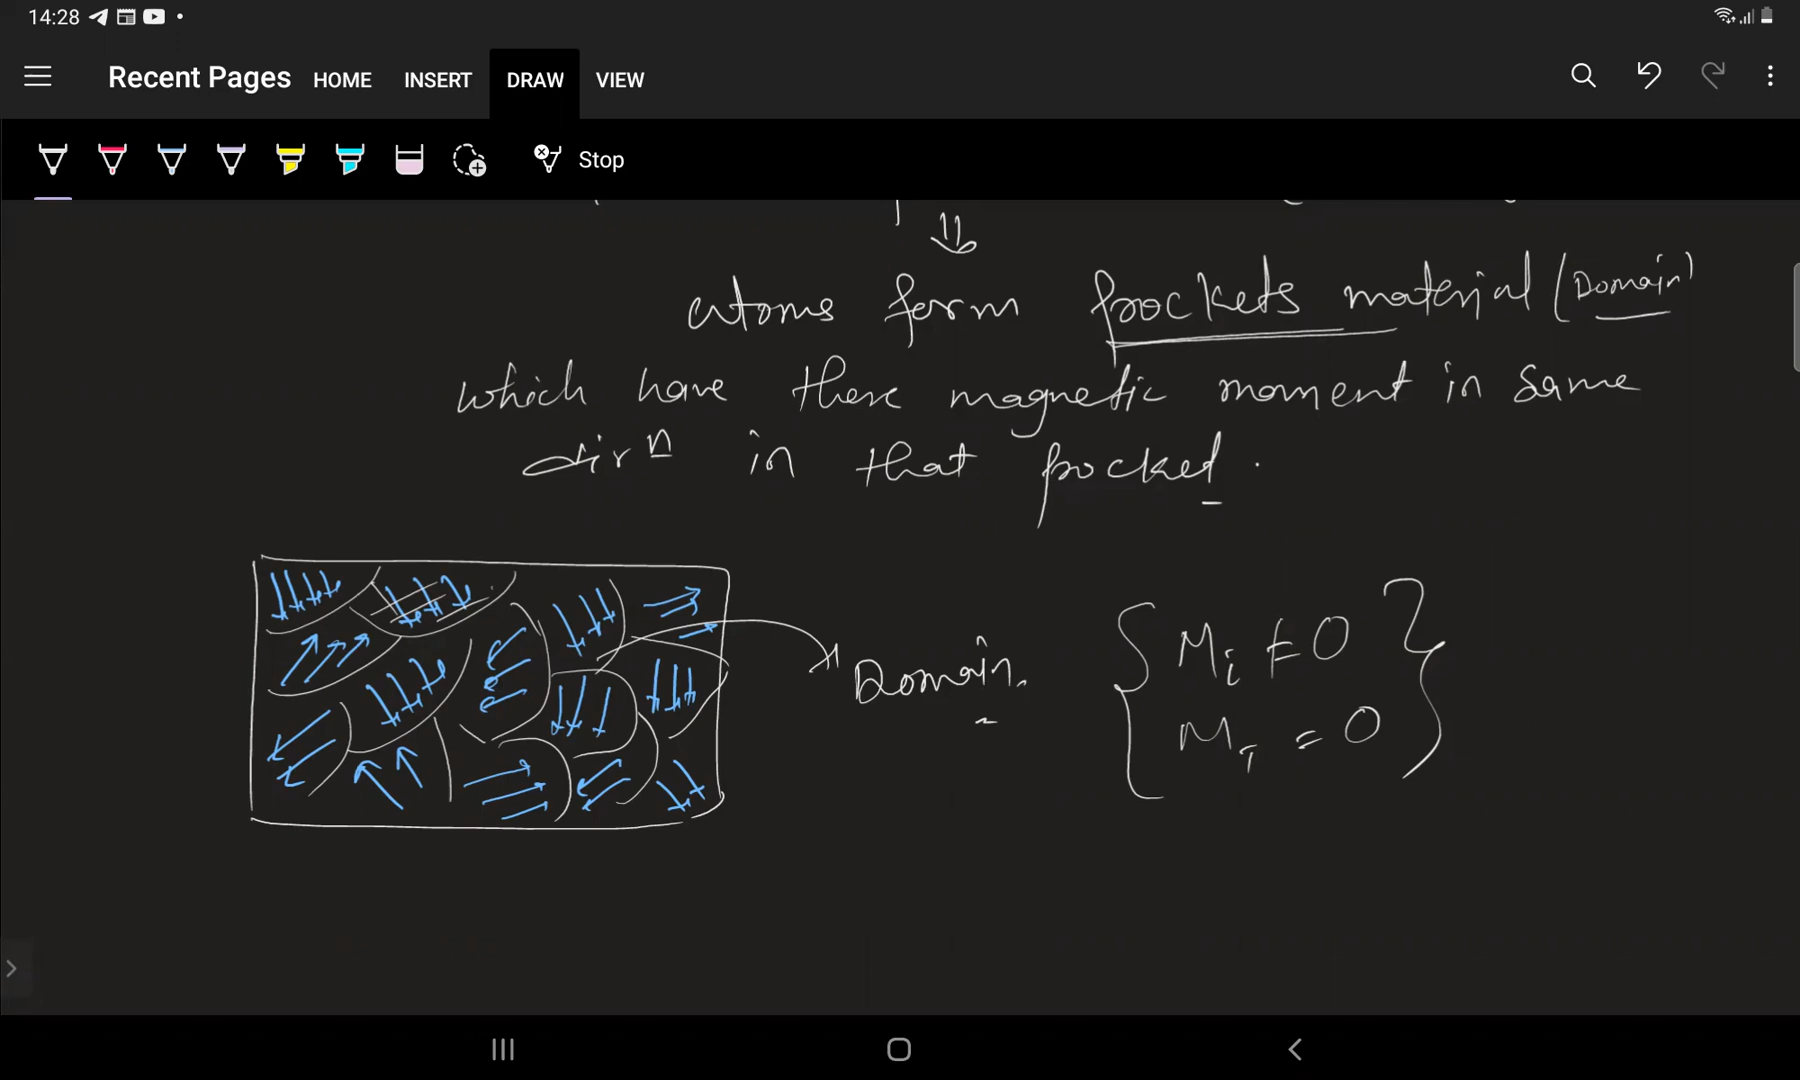 14:28
Recent Pages HOME INSERT DRAW VIEW
Stop
atoms form pockets material (Domain)
which have there magnetic moment in same
dirⁿ in that pocket.
Domain.
Mi ≠ 0
MT = 0